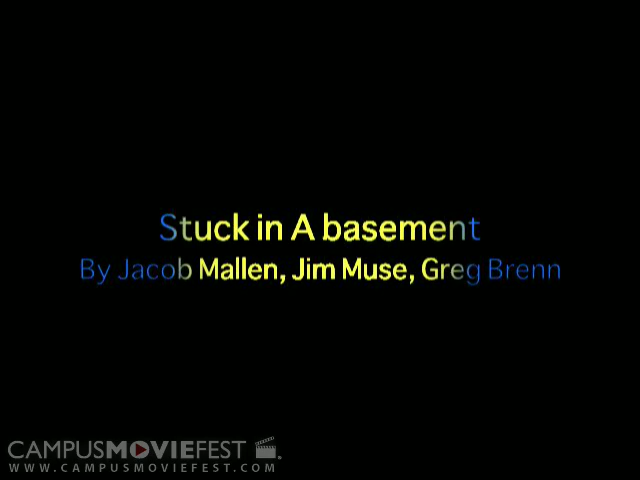 Stuck in A basement
By Jacob Mallen, Jim Muse, Greg Brenn
CAMPUSMOVIEFEST
WWW.CAMPUSMOVIEFEST.COM